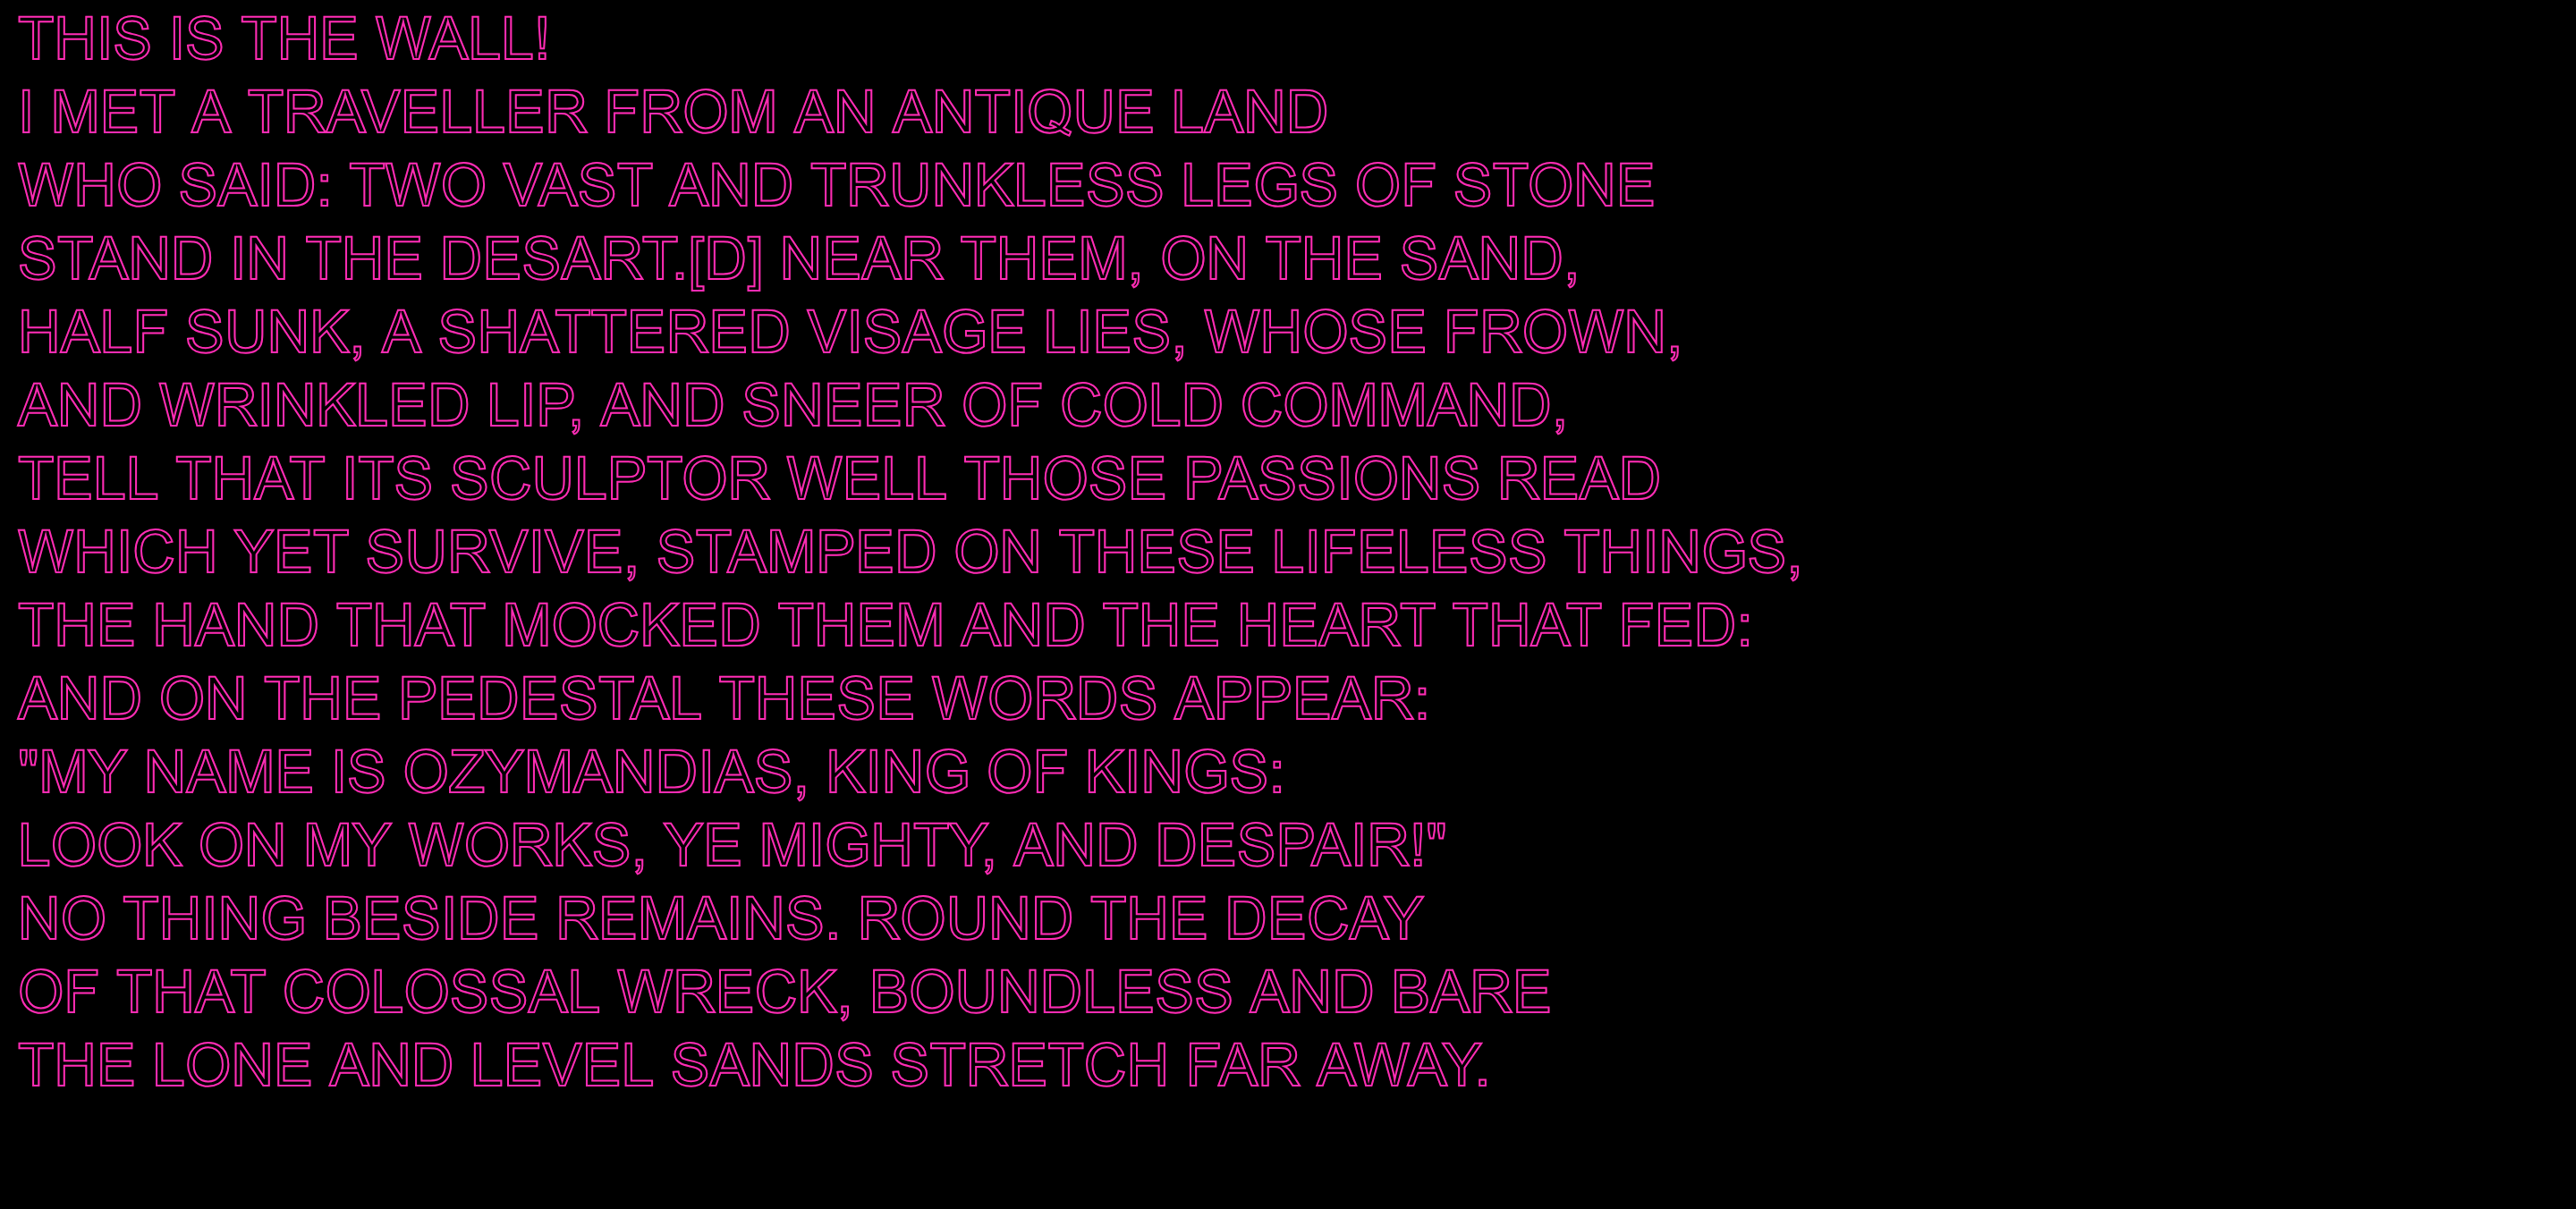 THIS IS THE WALL!
I MET A TRAVELLER FROM AN ANTIQUE LAND
WHO SAID: TWO VAST AND TRUNKLESS LEGS OF STONE
STAND IN THE DESART.[D] NEAR THEM, ON THE SAND,
HALF SUNK, A SHATTERED VISAGE LIES, WHOSE FROWN,
AND WRINKLED LIP, AND SNEER OF COLD COMMAND,
TELL THAT ITS SCULPTOR WELL THOSE PASSIONS READ
WHICH YET SURVIVE, STAMPED ON THESE LIFELESS THINGS,
THE HAND THAT MOCKED THEM AND THE HEART THAT FED:
AND ON THE PEDESTAL THESE WORDS APPEAR:
"MY NAME IS OZYMANDIAS, KING OF KINGS:
LOOK ON MY WORKS, YE MIGHTY, AND DESPAIR!"
NO THING BESIDE REMAINS. ROUND THE DECAY
OF THAT COLOSSAL WRECK, BOUNDLESS AND BARE
THE LONE AND LEVEL SANDS STRETCH FAR AWAY.